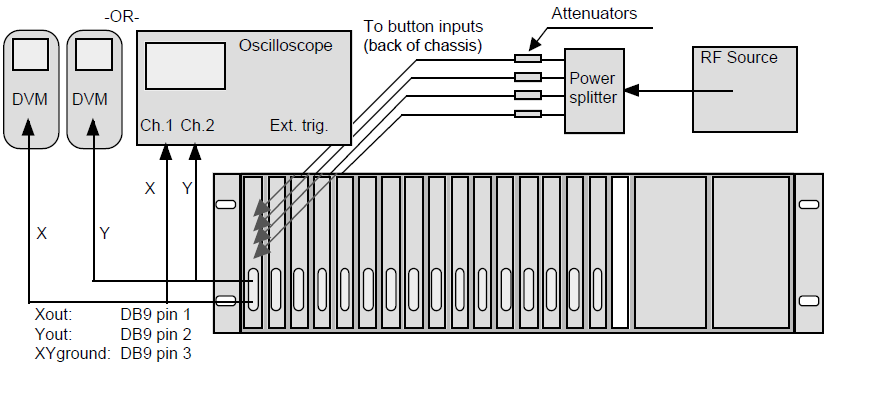 -OR-
DVM
DVM
Oscilloscope
Ch.1 Ch.2
Ext. trig.
To button inputs
(back of chassis)
Attenuators
Power
splitter
RF Source
X
Y
X
Y
Xout: DB9 pin 1
Yout: DB9 pin 2
XYground: DB9 pin 3